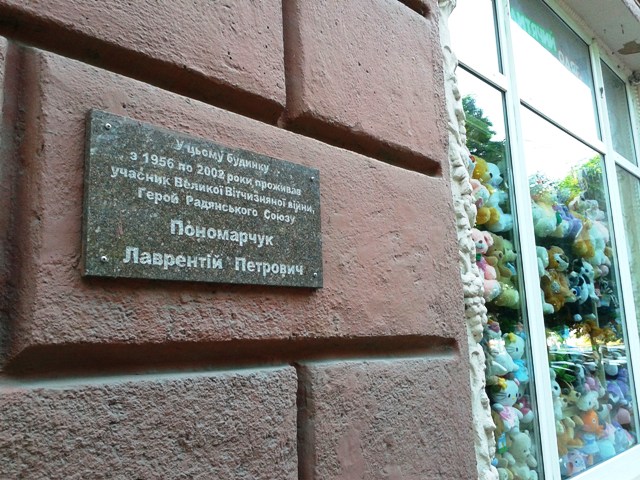 У цьому будинку
з 1956 по 2002 роки проживав
учасник Великої Вітчизняної війни,
Герой Радянського Союзу
Пономарчук
Лаврентій Петрович